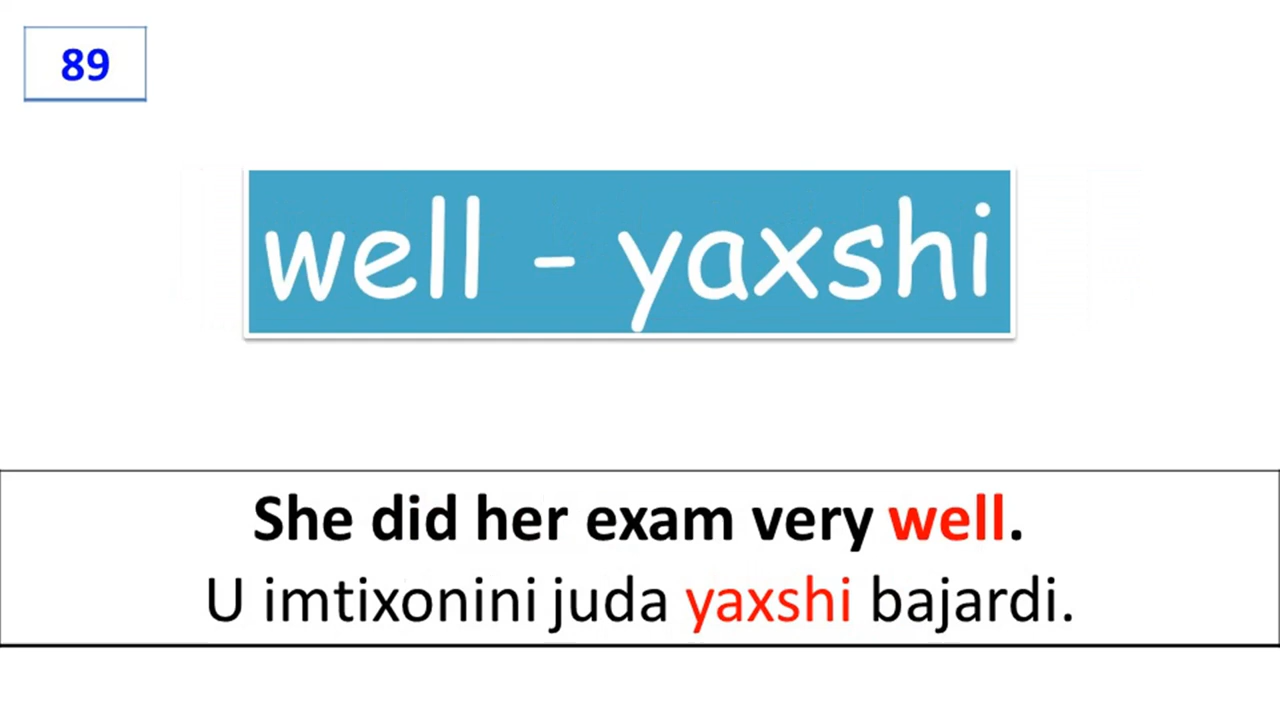 89
well - yaxshi
She did her exam very well.
U imtixonini juda yaxshi bajardi.